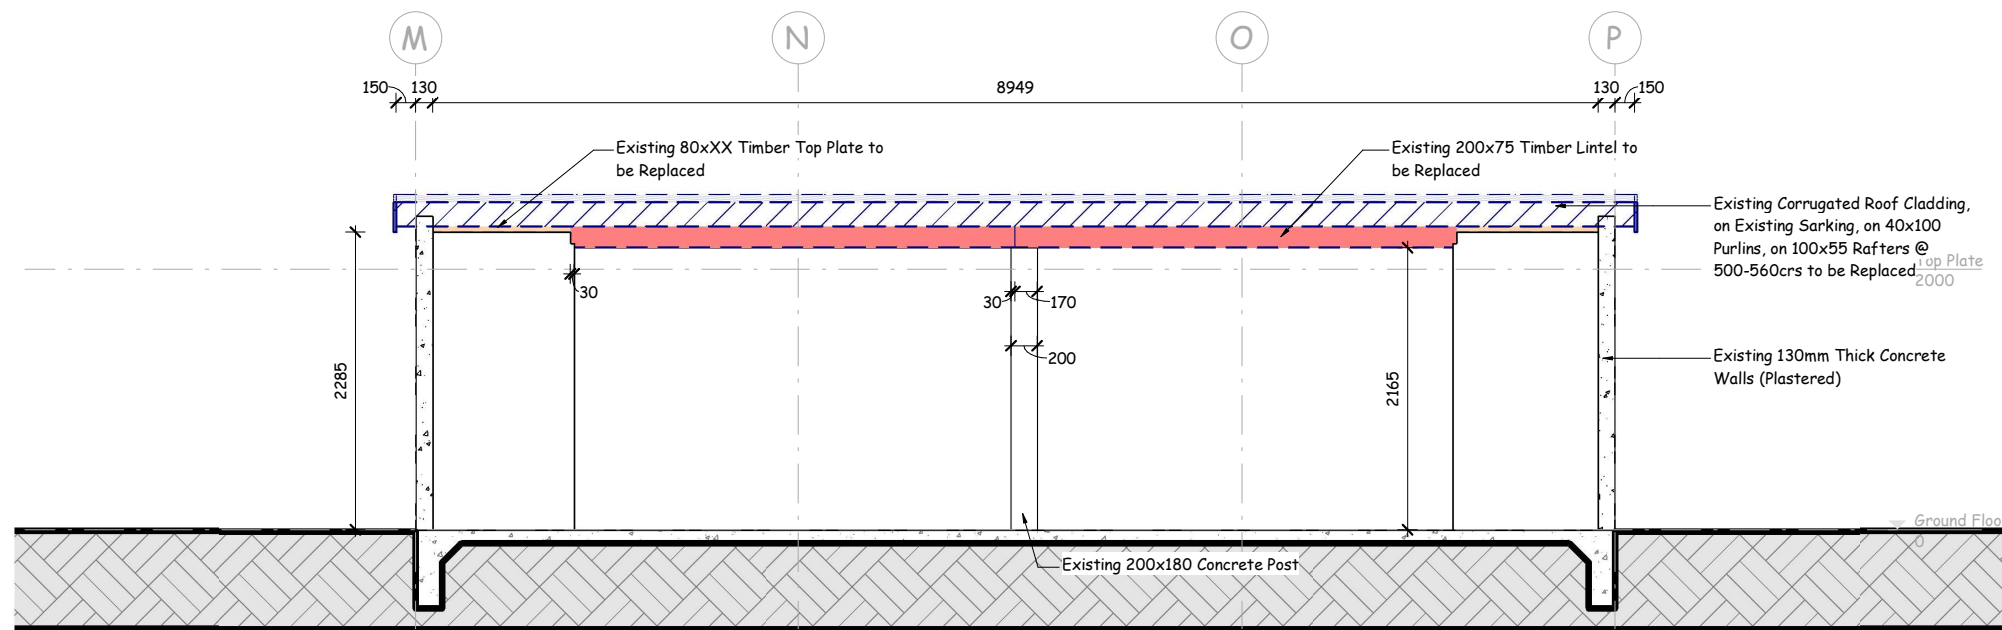 M N O P
150 130 8949 130 150
Existing 80xXX Timber Top Plate to
be Replaced
Existing 200x75 Timber Lintel to
be Replaced
Existing Corrugated Roof Cladding,
on Existing Sarking, on 40x100
Purlins, on 100x55 Rafters @
500-560crs to be Replaced
Top Plate
2000
30
30 170
200
2285
2165
Existing 130mm Thick Concrete
Walls (Plastered)
Ground Floo
0
Existing 200x180 Concrete Post